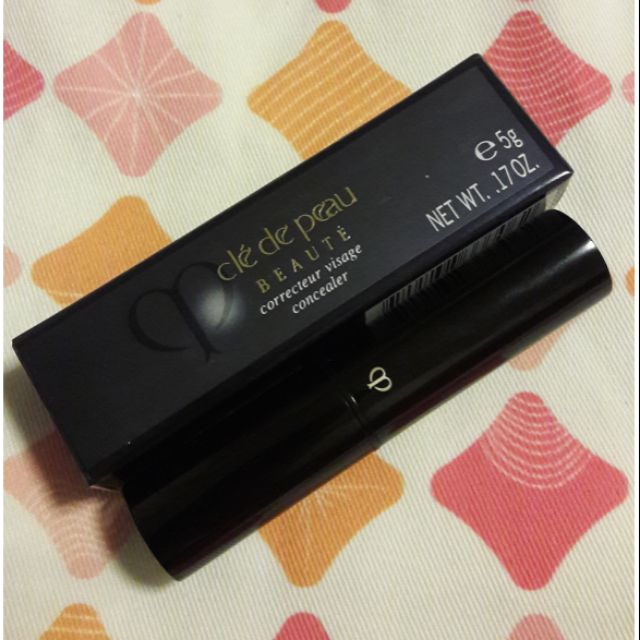 clé de peau
BEAUTÉ
correcteur visage
concealer
e 5g
NET WT. .17 OZ.